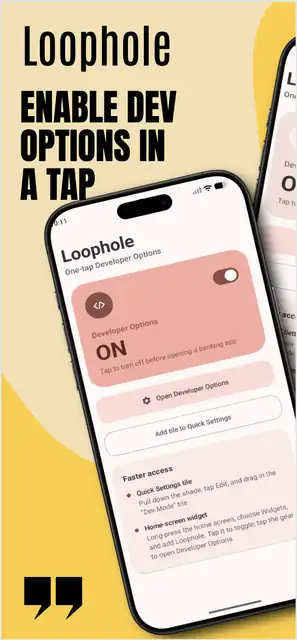 Loophole
ENABLE DEV
OPTIONS IN
A TAP
0:11
Loophole
One-tap Developer Options
Developer Options
ON
Tap to turn off before opening a banking app
Open Developer Options
Add tile to Quick Settings
Faster access
Quick Settings tile
Pull down the shade, tap Edit, and drag in the
"Dev Mode" tile
Home-screen widget
Long-press the home screen, choose Widgets,
and add Loophole. Tap it to toggle; tap the gear
to open Developer Options.